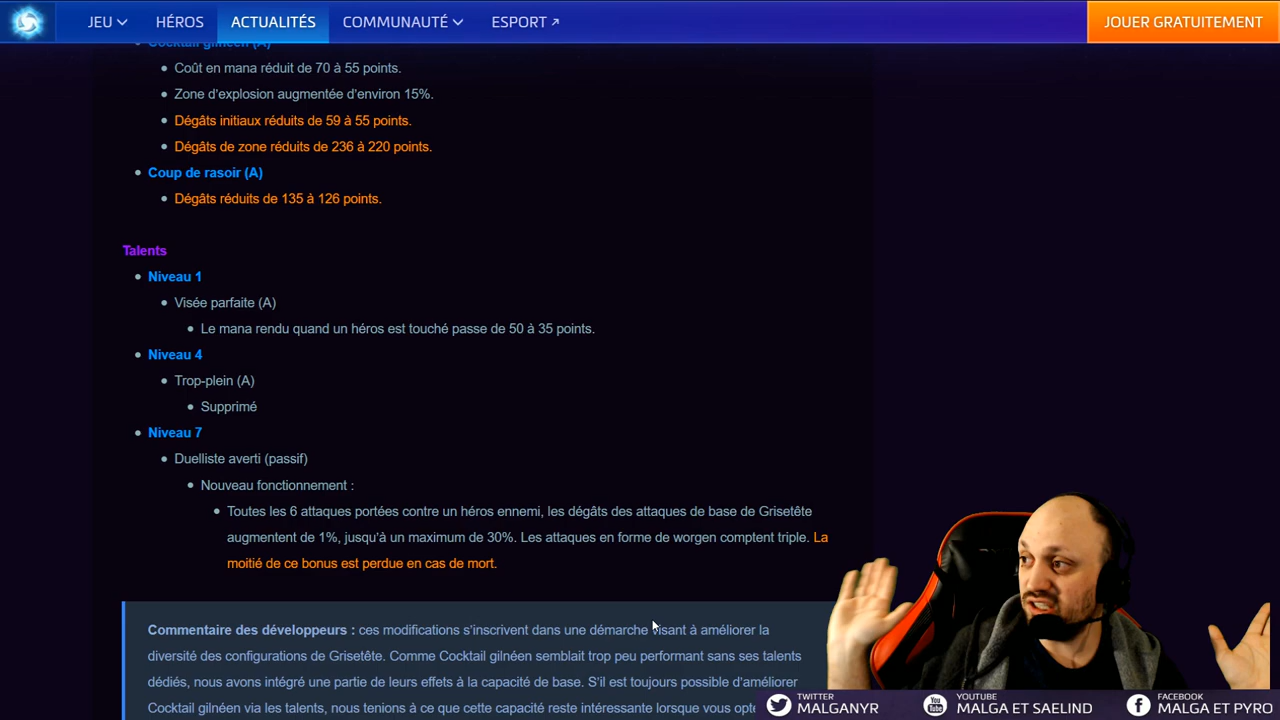 JEU HÉROS ACTUALITÉS COMMUNAUTÉ ESPORT JOUER GRATUITEMENT
Cocktail gilnéen (A)
Coût en mana réduit de 70 à 55 points.
Zone d'explosion augmentée d'environ 15%.
Dégâts initiaux réduits de 59 à 55 points.
Dégâts de zone réduits de 236 à 220 points.
Coup de rasoir (A)
Dégâts réduits de 135 à 126 points.
Talents
Niveau 1
Visée parfaite (A)
Le mana rendu quand un héros est touché passe de 50 à 35 points.
Niveau 4
Trop-plein (A)
Supprimé
Niveau 7
Duelliste averti (passif)
Nouveau fonctionnement :
Toutes les 6 attaques portées contre un héros ennemi, les dégâts des attaques de base de Grisetête
augmentent de 1%, jusqu'à un maximum de 30%. Les attaques en forme de worgen comptent triple. La
moitié de ce bonus est perdue en cas de mort.
Commentaire des développeurs : ces modifications s'inscrivent dans une démarche visant à améliorer la
diversité des configurations de Grisetête. Comme Cocktail gilnéen semblait trop peu performant sans ses talents
dédiés, nous avons intégré une partie de leurs effets à la capacité de base. S'il est toujours possible d'améliorer
Cocktail gilnéen via les talents, nous tenions à ce que cette capacité reste intéressante lorsque vous
TWITTER
MALGANYR
YOUTUBE
MALGA ET SAELIND
FACEBOOK
MALGA ET PYRO